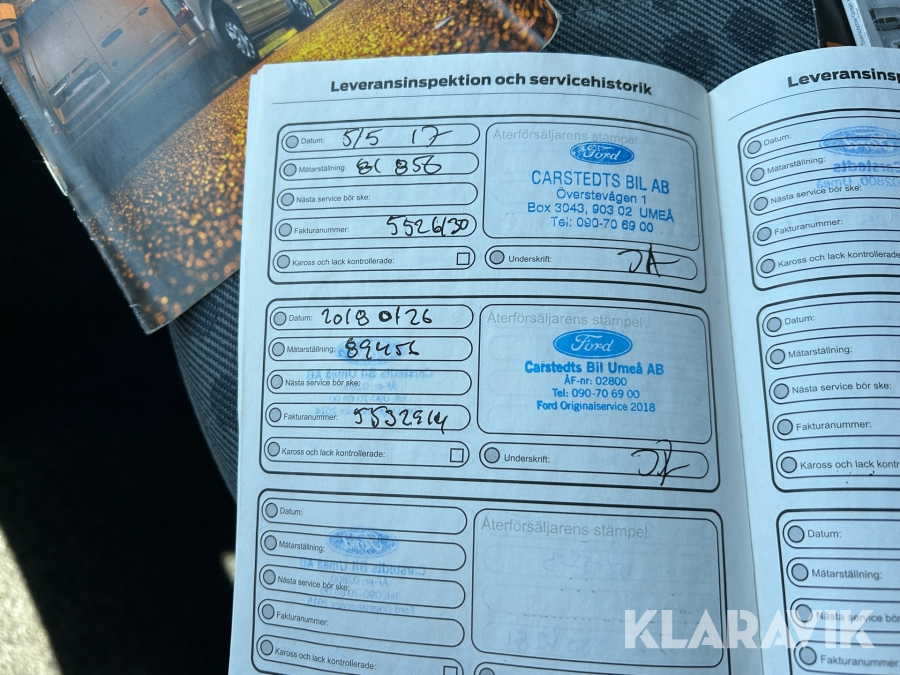 Leveransinspektion och servicehistorik
Datum: 5/5 17
Mätarställning: 81 856
Nästa service bör ske:
Fakturanummer: 5526130
Kaross och lack kontrollerade:
Återförsäljarens stämpel
Ford
CARSTEDTS BIL AB
Överstevägen 1
Box 3043, 903 02 UMEÅ
Tel: 090-70 69 00
Underskrift:
Datum: 2018 01 26
Mätarställning: 89456
Nästa service bör ske:
Fakturanummer: 5532914
Kaross och lack kontrollerade:
Återförsäljarens stämpel
Ford
Carstedts Bil Umeå AB
ÅF-nr: 02800
Tel: 090-70 69 00
Ford Originalservice 2018
Underskrift:
Datum:
Mätarställning:
Nästa service bör ske:
Fakturanummer:
Kaross och lack kontrollerade:
Återförsäljarens stämpel
Leveransinsp
Datum:
Mätarställning:
Nästa service bör ske:
Fakturanummer:
Kaross och lack kontrollerade
Datum:
Mätarställning:
Nästa service bör ske:
Fakturanummer:
Kaross och lack kontr
Datum:
Mätarställning:
Nästa service bör
Fakturanummer:
KLARAVIK